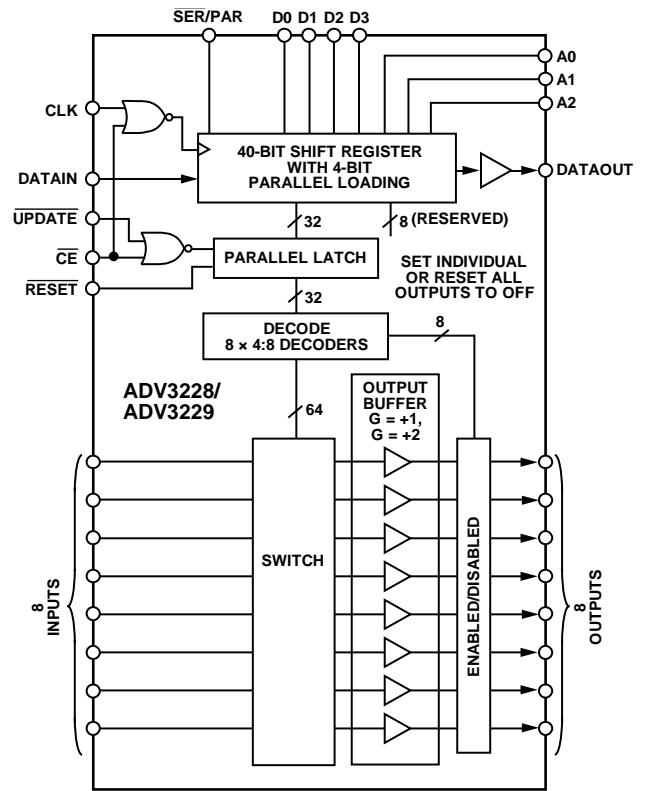 SER/PAR D0 D1 D2 D3
A0
A1
A2
CLK
40-BIT SHIFT REGISTER
WITH 4-BIT
PARALLEL LOADING
DATAIN
DATAOUT
UPDATE
32
8 (RESERVED)
CE
PARALLEL LATCH
SET INDIVIDUAL
OR RESET ALL
OUTPUTS TO OFF
RESET
32
DECODE
8 × 4:8 DECODERS
8
ADV3228/
ADV3229
64
OUTPUT
BUFFER
G = +1,
G = +2
SWITCH
ENABLED/DISABLED
8
INPUTS
8
OUTPUTS